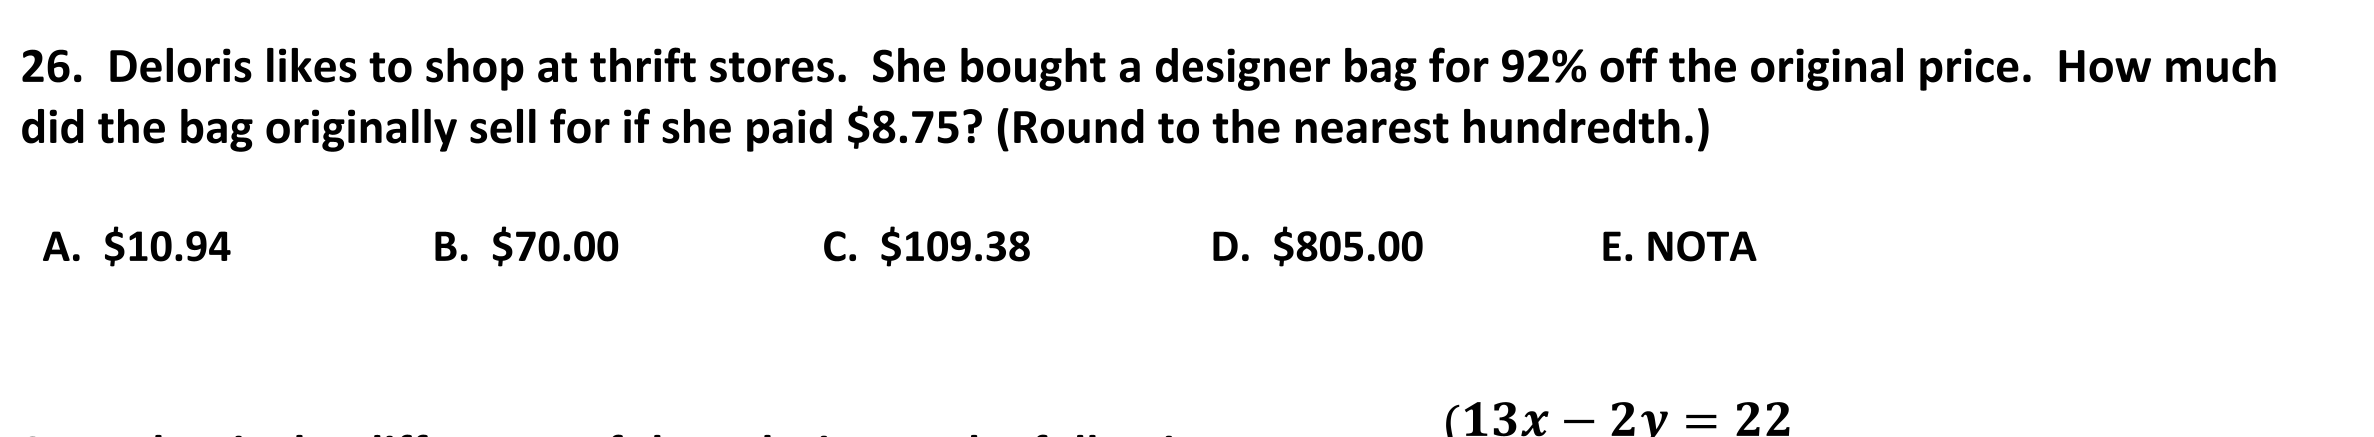 26.  Deloris likes to shop at thrift stores.  She bought a designer bag for 92% off the original price.  How much
did the bag originally sell for if she paid $8.75? (Round to the nearest hundredth.)
A.  $10.94 B.  $70.00 C.  $109.38 D.  $805.00 E. NOTA
13x − 2y = 22